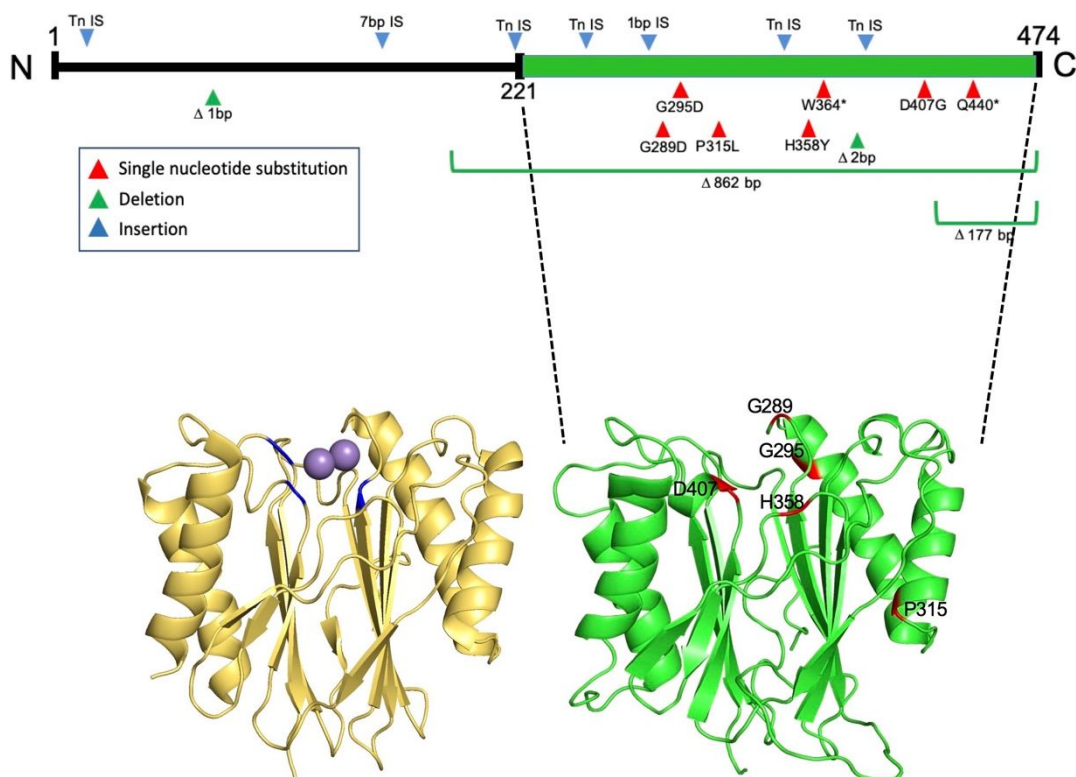 Tn IS
7bp IS
Tn IS
Tn IS
1bp IS
Tn IS
Tn IS
1
474
N
C
221
Δ 1bp
G295D
W364*
D407G
Q440*
G289D
P315L
H358Y
Δ 2bp
Δ 862 bp
Δ 177 bp
Single nucleotide substitution
Deletion
Insertion
G289
G295
D407
H358
P315